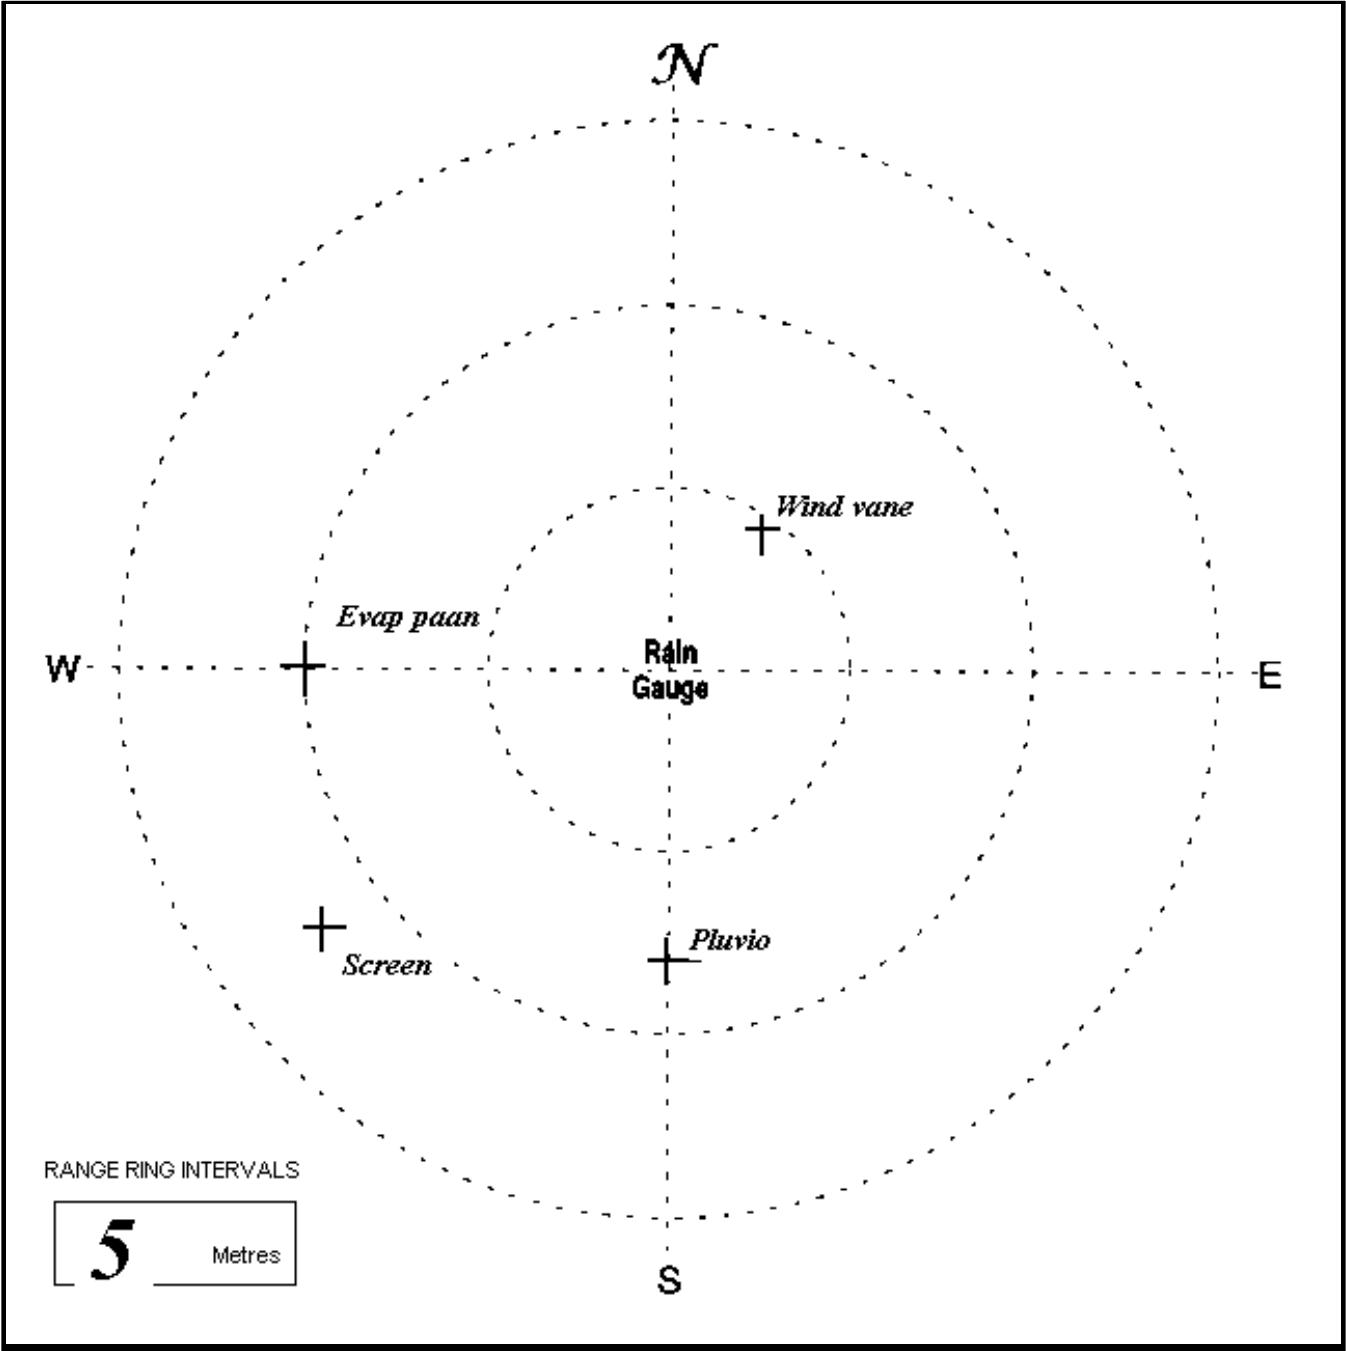 N
Wind vane
Evap paan
W
Rain
Gauge
E
Pluvio
Screen
RANGE RING INTERVALS
5 Metres
S